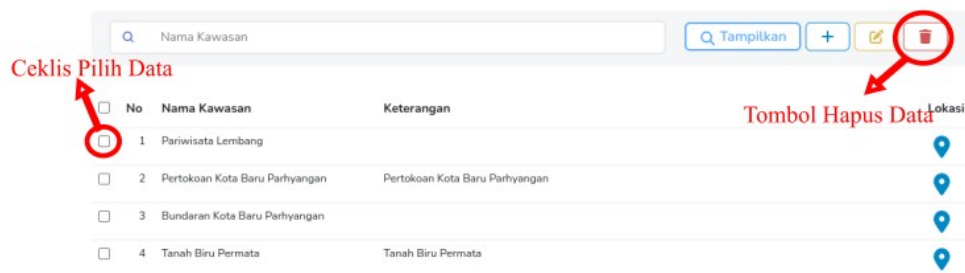 Nama Kawasan Tampilkan
Ceklis Pilih Data
No Nama Kawasan Keterangan Lokasi
Tombol Hapus Data
1 Pariwisata Lembang
2 Pertokoan Kota Baru Parhyangan Pertokoan Kota Baru Parhyangan
3 Bundaran Kota Baru Parhyangan
4 Tanah Biru Permata Tanah Biru Permata